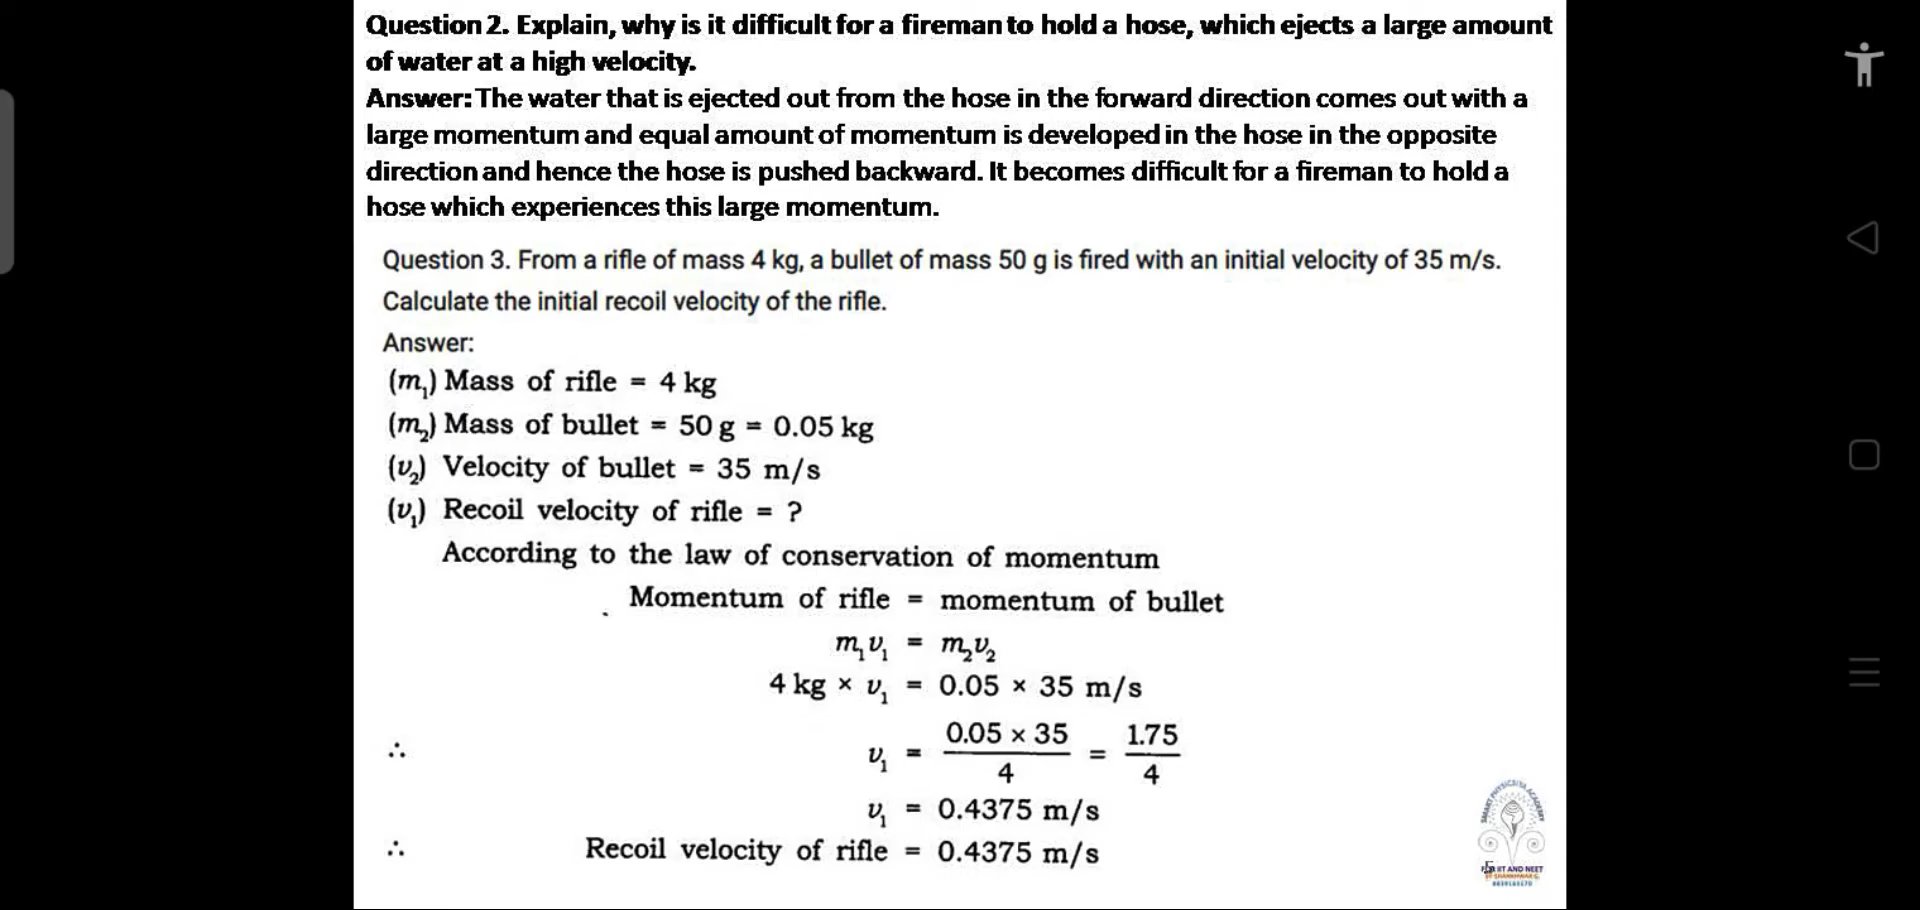 Question 2. Explain, why is it difficult for a fireman to hold a hose, which ejects a large amount
of water at a high velocity.
Answer: The water that is ejected out from the hose in the forward direction comes out with a
large momentum and equal amount of momentum is developed in the hose in the opposite
direction and hence the hose is pushed backward. It becomes difficult for a fireman to hold a
hose which experiences this large momentum.
Question 3. From a rifle of mass 4 kg, a bullet of mass 50 g is fired with an initial velocity of 35 m/s.
Calculate the initial recoil velocity of the rifle.
Answer:
(m₁) Mass of rifle = 4 kg
(m₂) Mass of bullet = 50 g = 0.05 kg
(v₂) Velocity of bullet = 35 m/s
(v₁) Recoil velocity of rifle = ?
According to the law of conservation of momentum
Momentum of rifle = momentum of bullet
m₁v₁ = m₂v₂
4 kg × v₁ = 0.05 × 35 m/s
∴ v₁ = 0.05 × 35 / 4 = 1.75 / 4
v₁ = 0.4375 m/s
∴ Recoil velocity of rifle = 0.4375 m/s
5
IIT AND NEET